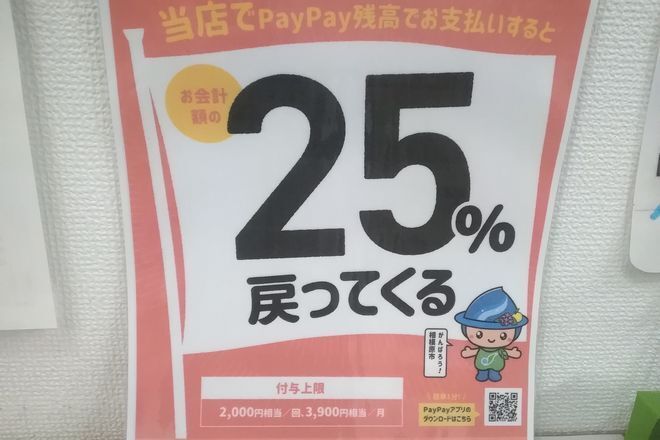 当店でPayPay残高でお支払いすると
お会計
額の
25%
戻ってくる
がんばろう!
相模原市
付与上限
2,000円相当/回、3,900円相当/月
簡単1分!
PayPayアプリの
ダウンロードはこちら